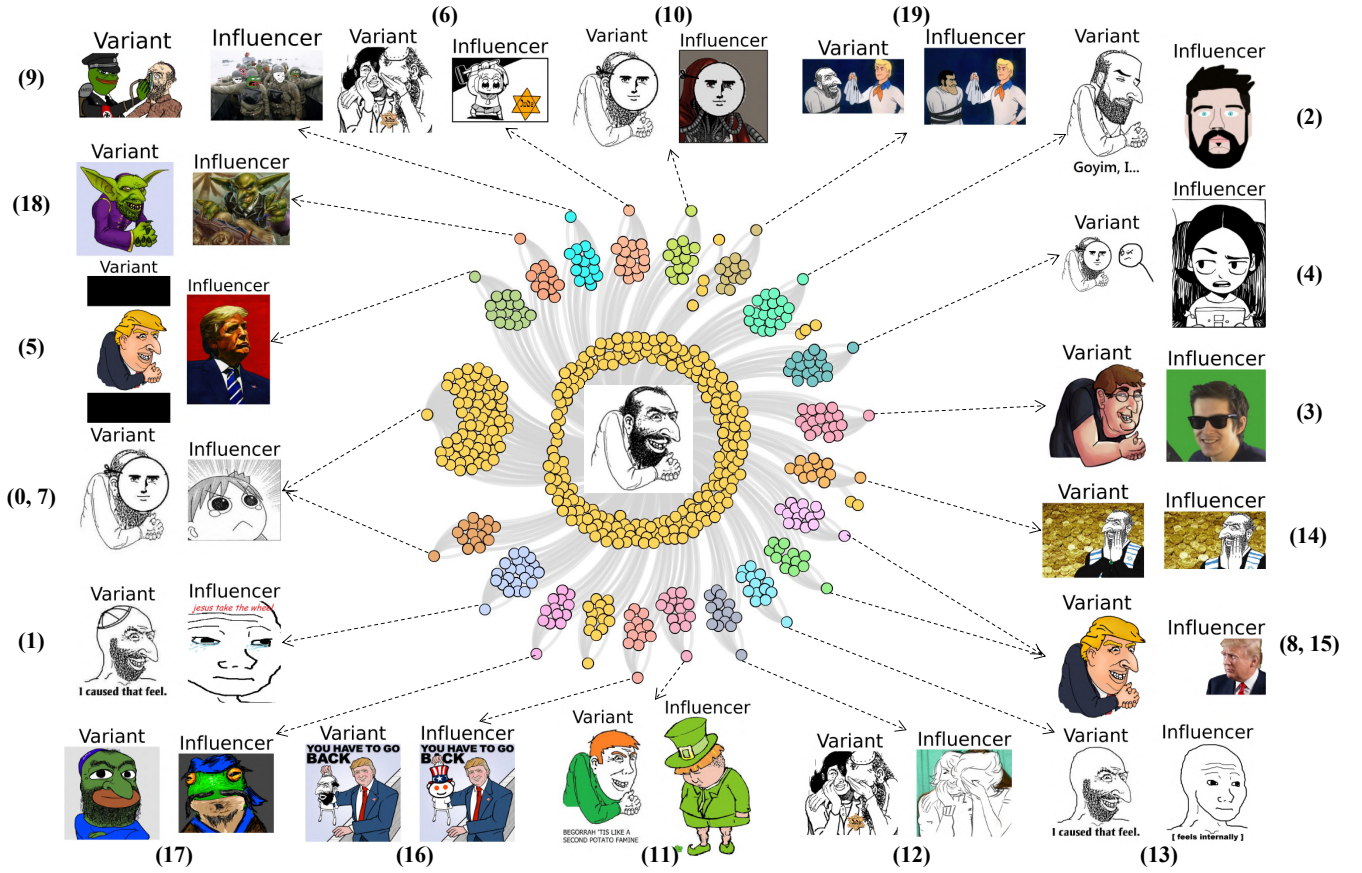 (6)
(10)
(19)
Variant
Influencer
Variant
Influencer
Variant
Influencer
Variant
Influencer
Variant
Influencer
(9)
(2)
Goyim, I...
Variant
Influencer
Influencer
(18)
Variant
(4)
Variant
Influencer
(5)
Variant
Influencer
(3)
Variant
Influencer
(0, 7)
Variant
Influencer
(14)
Variant
Influencer
jesus take the wheel
(1)
I caused that feel.
Variant
Influencer
(8, 15)
Variant
Influencer
YOU HAVE TO GO
BACK
(17)
Variant
Influencer
YOU HAVE TO GO
BACK
(16)
Variant
Influencer
BEGORRAH 'TIS LIKE A
SECOND POTATO FAMINE
(11)
Variant
Influencer
(12)
Variant
Influencer
I caused that feel.
[ feels internally ]
(13)